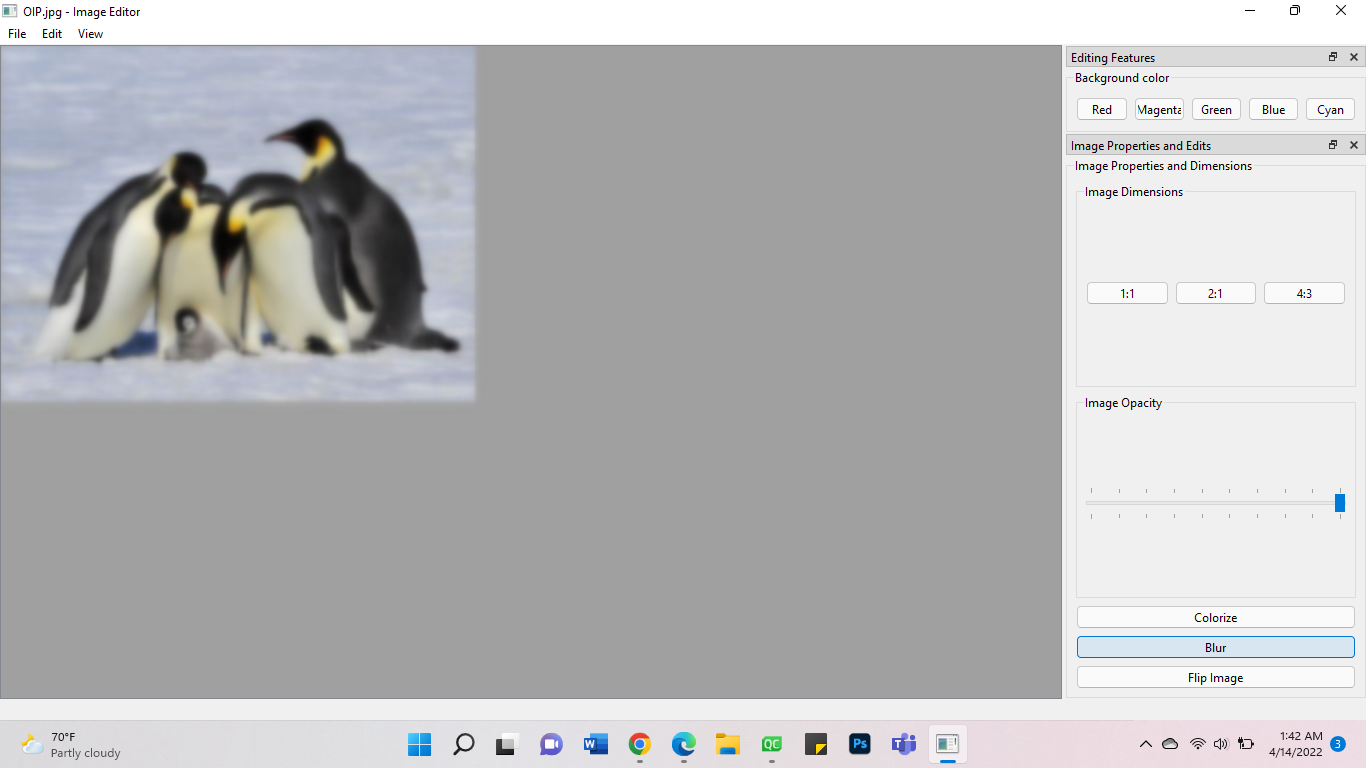 OIP.jpg - Image Editor
File Edit View
Editing Features
Background color
Red Magenta Green Blue Cyan
Image Properties and Edits
Image Properties and Dimensions
Image Dimensions
1:1 2:1 4:3
Image Opacity
Colorize
Blur
Flip Image
70°F
Partly cloudy
W
QC
Ps
T
1:42 AM
4/14/2022
3